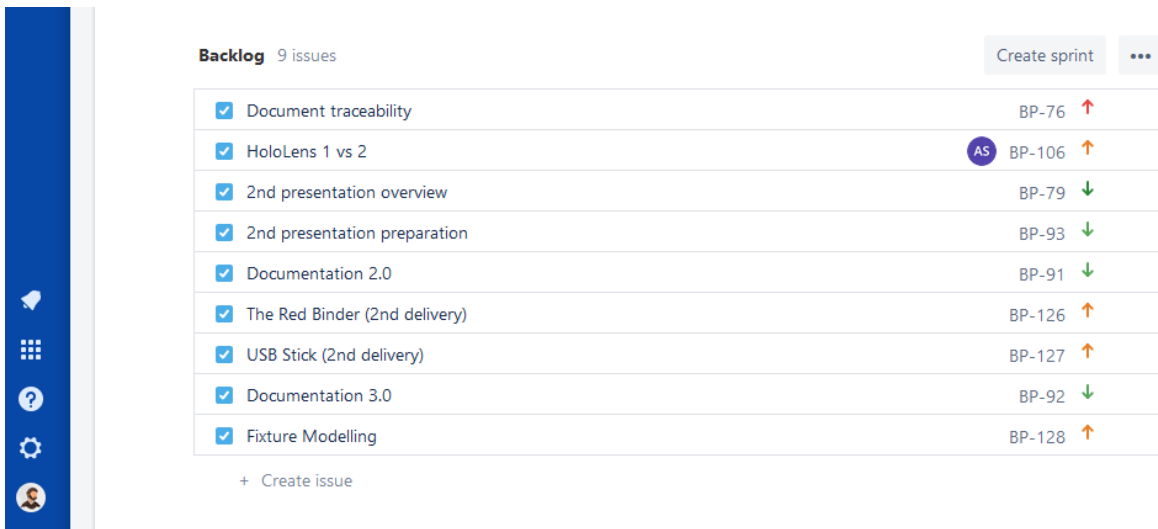 Backlog 9 issues Create sprint •••
Document traceability BP-76
HoloLens 1 vs 2 AS BP-106
2nd presentation overview BP-79
2nd presentation preparation BP-93
Documentation 2.0 BP-91
The Red Binder (2nd delivery) BP-126
USB Stick (2nd delivery) BP-127
Documentation 3.0 BP-92
Fixture Modelling BP-128
+ Create issue